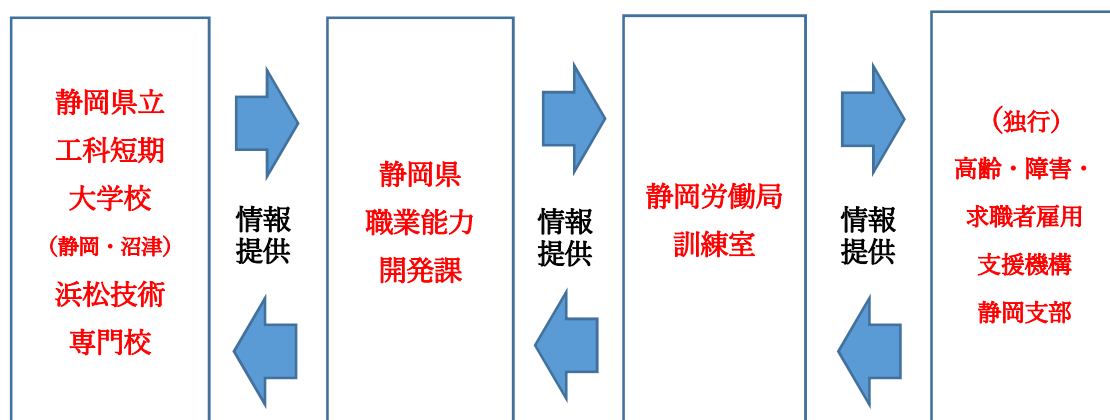 静岡県立
工科短期
大学校
（静岡・沼津）
浜松技術
専門校
情報
提供
静岡県
職業能力
開発課
情報
提供
静岡労働局
訓練室
情報
提供
（独行）
高齢・障害・
求職者雇用
支援機構
静岡支部